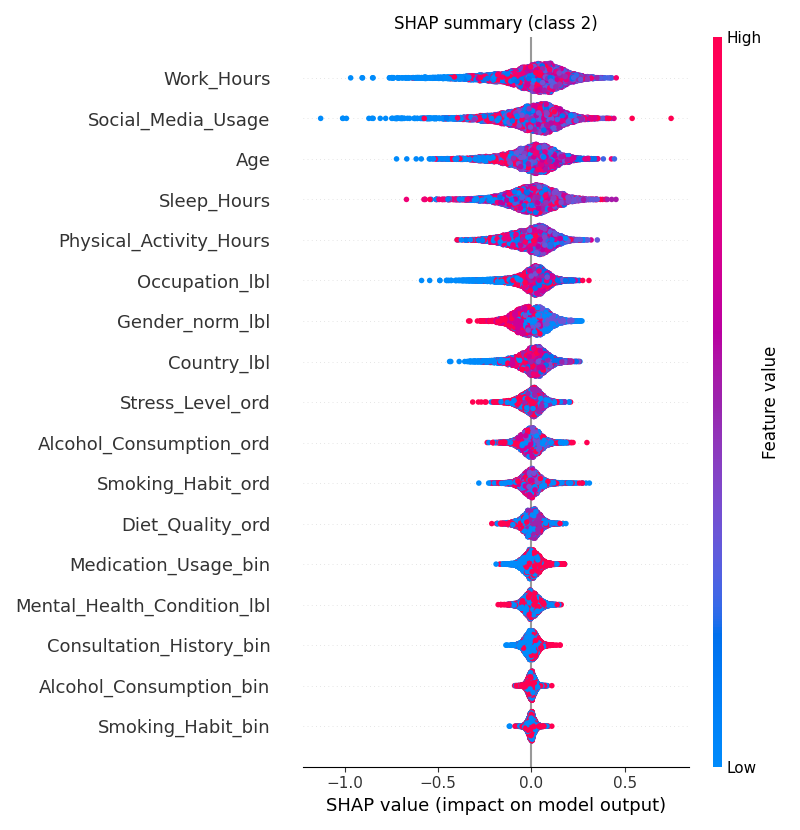 SHAP summary (class 2)
High
Work_Hours
Social_Media_Usage
Age
Sleep_Hours
Physical_Activity_Hours
Occupation_lbl
Gender_norm_lbl
Country_lbl
Stress_Level_ord
Alcohol_Consumption_ord
Smoking_Habit_ord
Diet_Quality_ord
Medication_Usage_bin
Mental_Health_Condition_lbl
Consultation_History_bin
Alcohol_Consumption_bin
Smoking_Habit_bin
Feature value
Low
−1.0 −0.5 0.0 0.5
SHAP value (impact on model output)